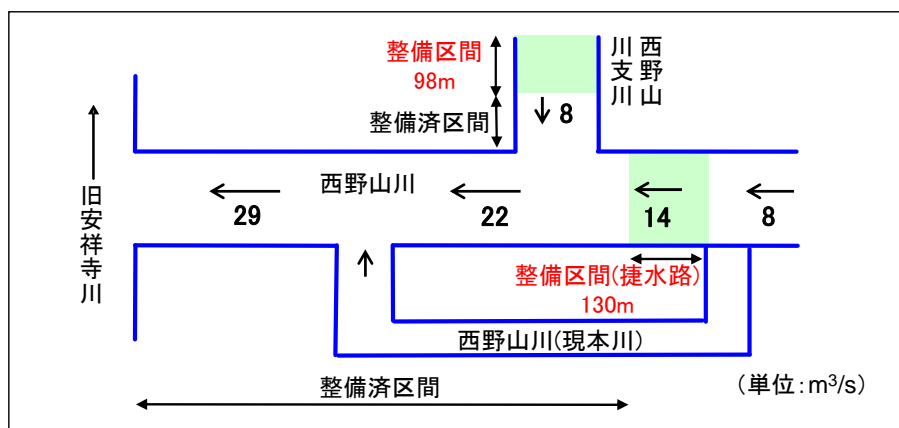 整備区間
98m
西野山
川支川
8
整備済区間
西野山川
29
22
14
8
旧安祥寺川
整備区間(捷水路)
130m
西野山川(現本川)
整備済区間
(単位:m³/s)